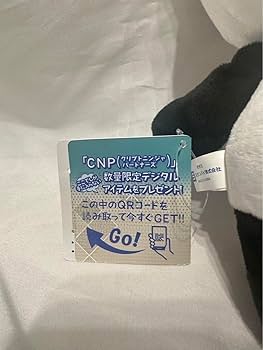 「CNP(クリプトニンジャパートナーズ)」
数量限定デジタル
アイテムをプレゼント!
この中のQRコードを
読み取って今すぐGET!!
Go!